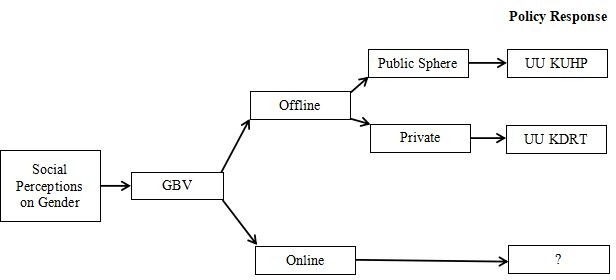 Policy Response
Public Sphere
UU KUHP
Offline
Private
UU KDRT
Social
Perceptions
on Gender
GBV
Online
?